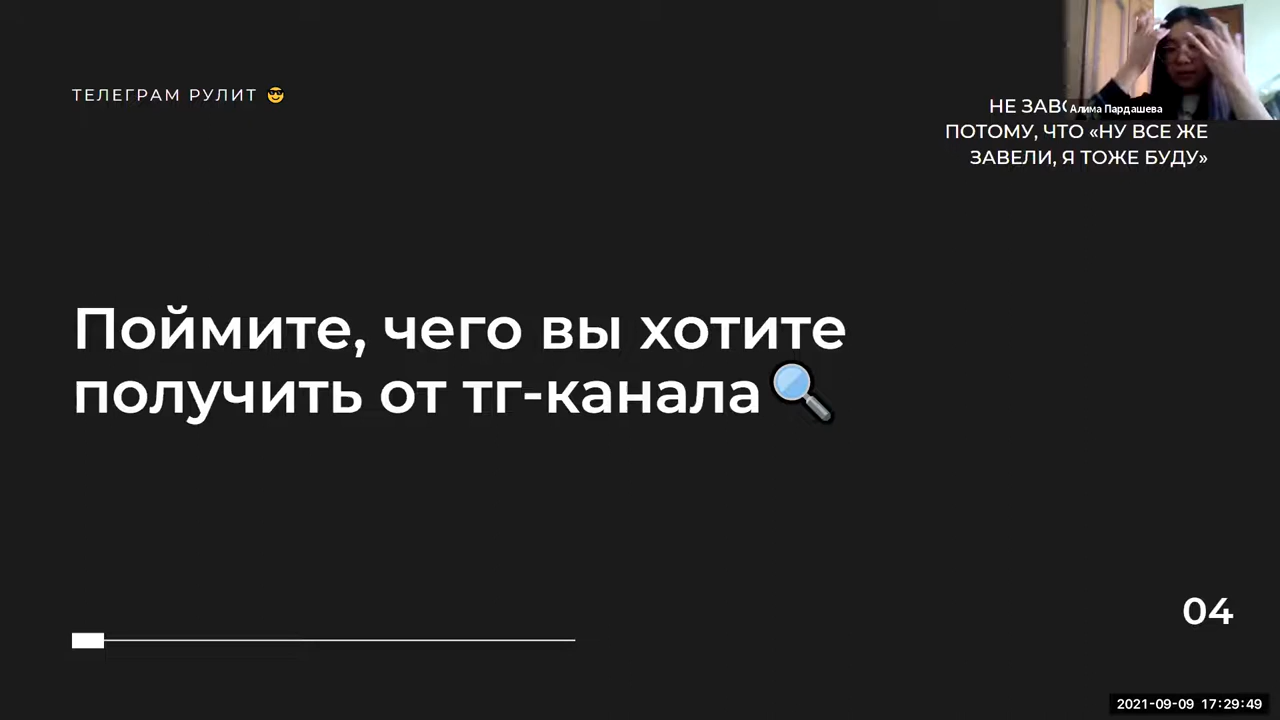 ТЕЛЕГРАМ РУЛИТ 😎
НЕ
Алима Пардашева
ПОТОМУ, ЧТО «НУ ВСЕ ЖЕ
ЗАВЕЛИ, Я ТОЖЕ БУДУ»
Поймите, чего вы хотите
получить от тг-канала🔍
04
2021-09-09 17:29:49